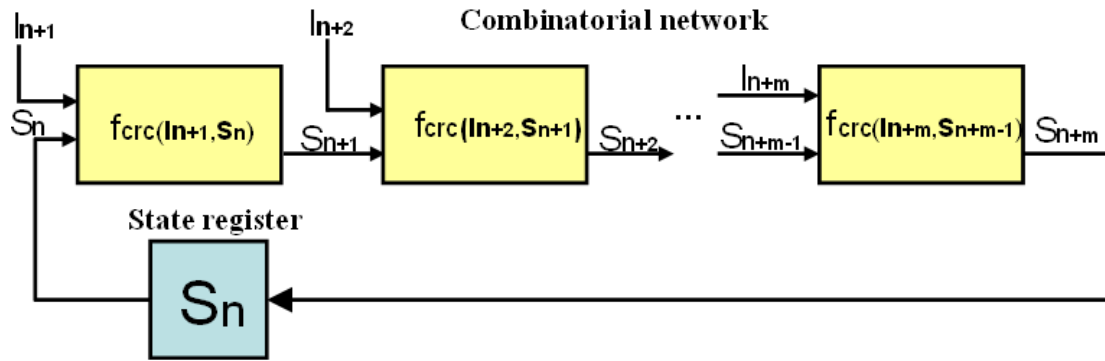 In+1
In+2
Combinatorial network
In+m
Sn
fcrc(In+1,Sn)
Sn+1
fcrc(In+2,Sn+1)
Sn+2
...
Sn+m-1
fcrc(In+m,Sn+m-1)
Sn+m
State register
Sn